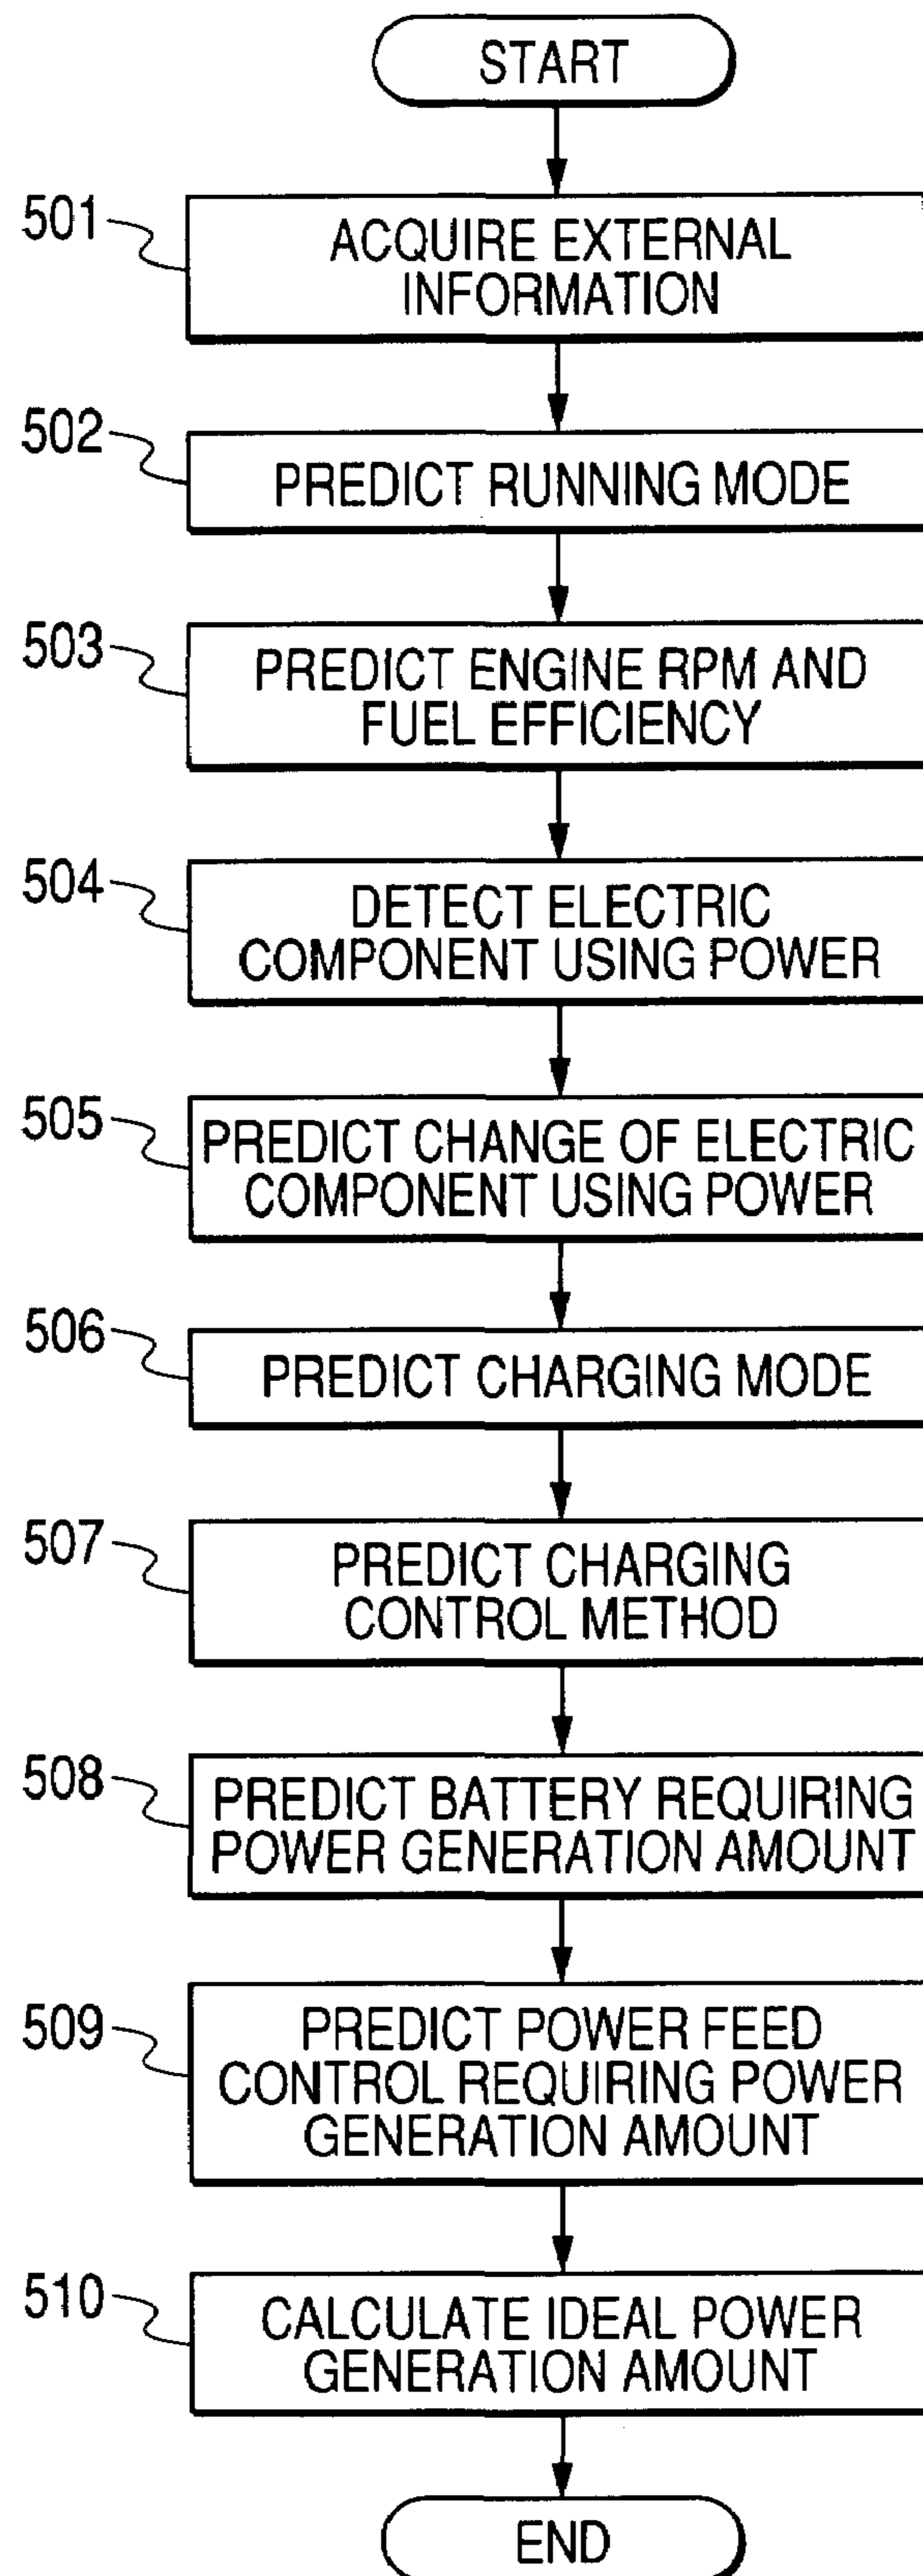 START
501
ACQUIRE EXTERNAL
INFORMATION
502
PREDICT RUNNING MODE
503
PREDICT ENGINE RPM AND
FUEL EFFICIENCY
504
DETECT ELECTRIC
COMPONENT USING POWER
505
PREDICT CHANGE OF ELECTRIC
COMPONENT USING POWER
506
PREDICT CHARGING MODE
507
PREDICT CHARGING
CONTROL METHOD
508
PREDICT BATTERY REQUIRING
POWER GENERATION AMOUNT
509
PREDICT POWER FEED
CONTROL REQUIRING POWER
GENERATION AMOUNT
510
CALCULATE IDEAL POWER
GENERATION AMOUNT
END